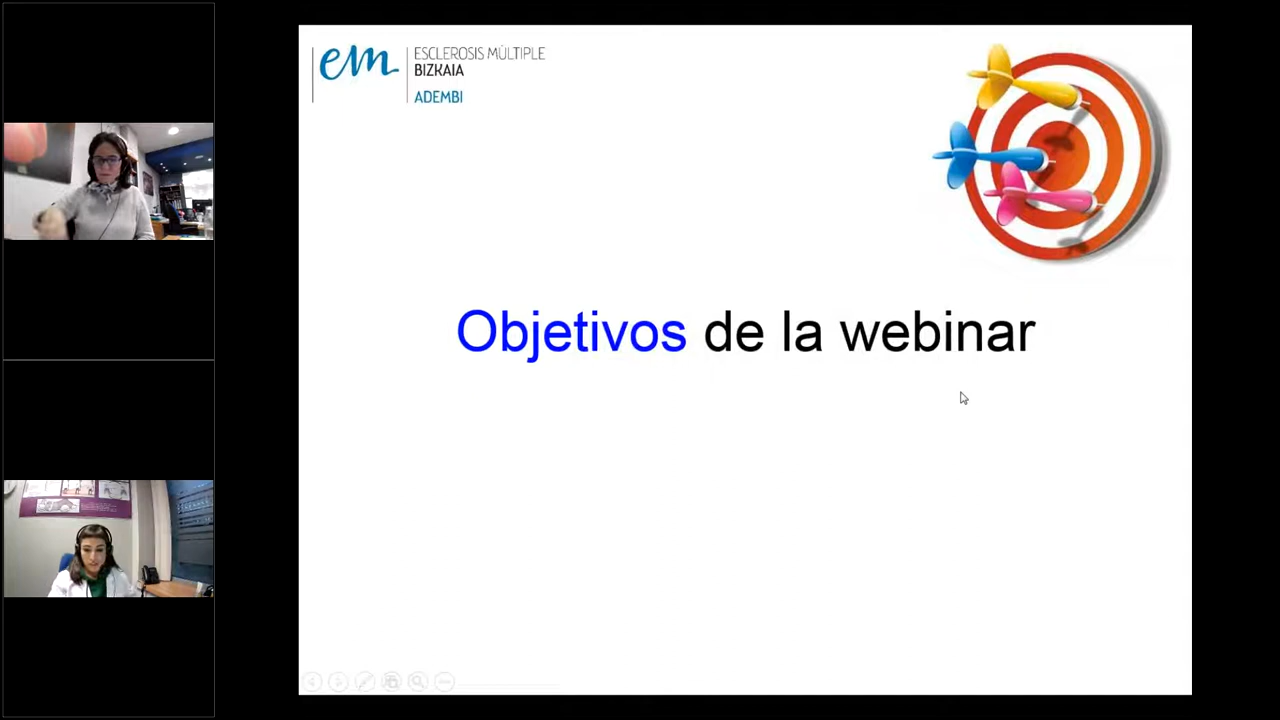 em
ESCLEROSIS MÚLTIPLE
BIZKAIA
ADEMBI
Objetivos de la webinar